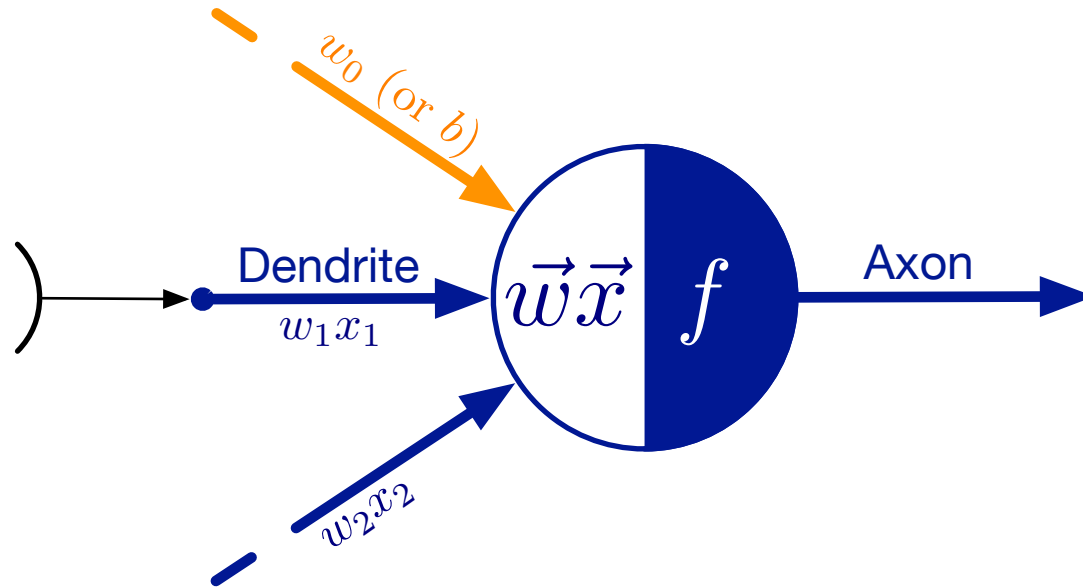 w₀ (or b)
Dendrite
w₁x₁
w⃗x⃗
f
Axon
w₂x₂